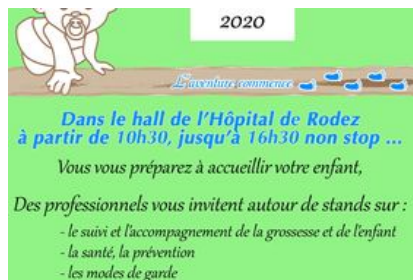 2020
L'aventure commence
Dans le hall de l'Hôpital de Rodez
à partir de 10h30, jusqu'à 16h30 non stop ...
Vous vous préparez à accueillir votre enfant,
Des professionnels vous invitent autour de stands sur :
- le suivi et l'accompagnement de la grossesse et de l'enfant
- la santé, la prévention
- les modes de garde